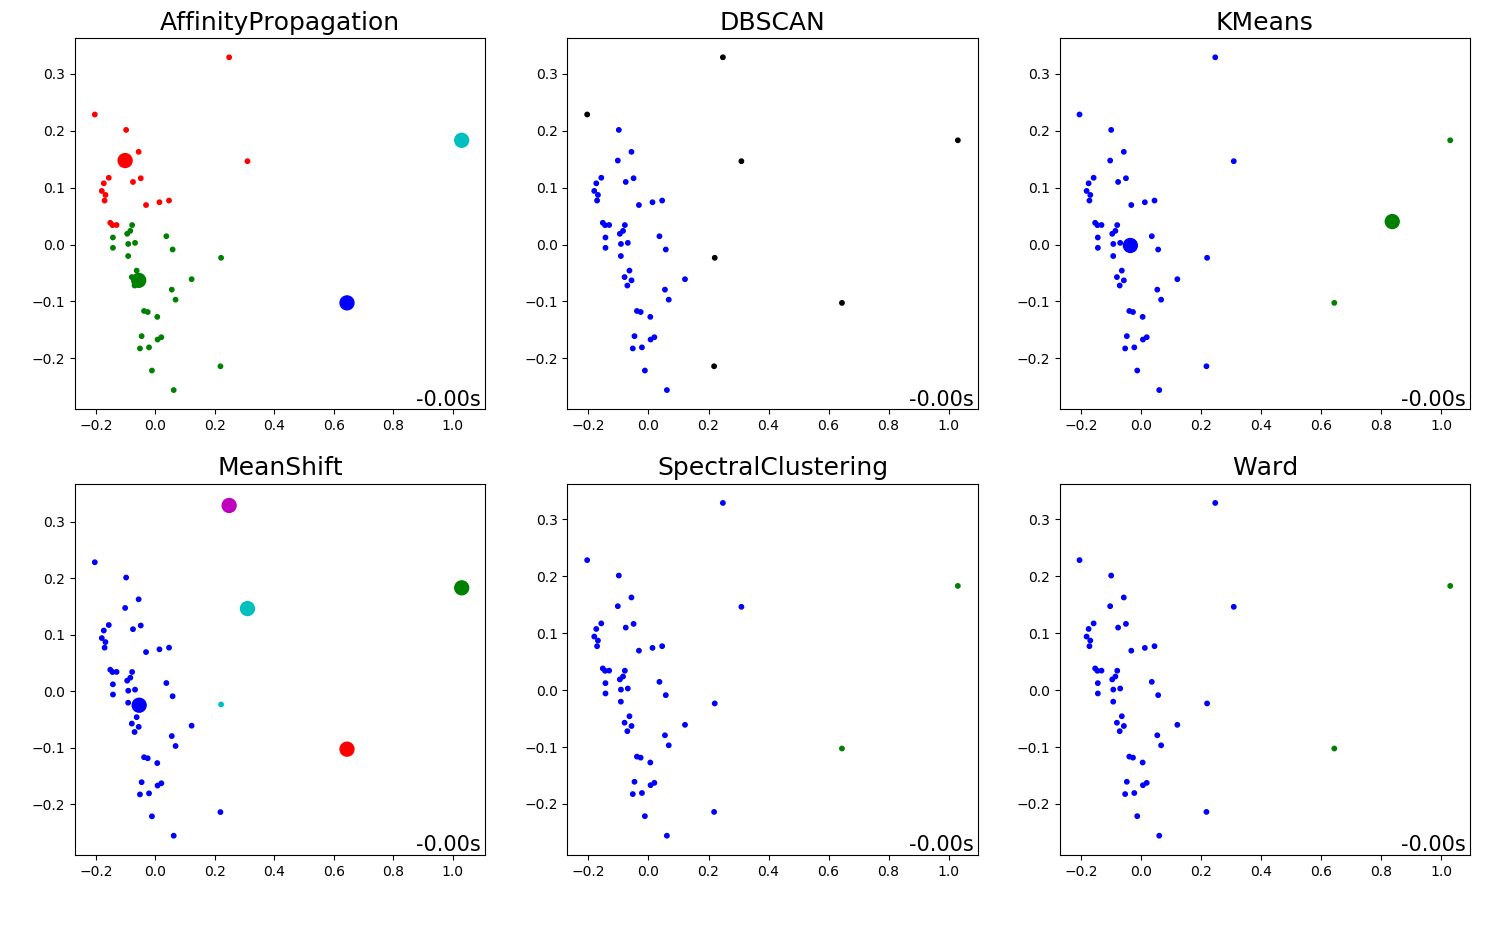 AffinityPropagation DBSCAN KMeans
0.3 0.3 0.3
0.2 0.2 0.2
0.1 0.1 0.1
0.0 0.0 0.0
−0.1 −0.1 −0.1
−0.2 −0.2 −0.2
-0.00s -0.00s -0.00s
−0.2 0.0 0.2 0.4 0.6 0.8 1.0 −0.2 0.0 0.2 0.4 0.6 0.8 1.0 −0.2 0.0 0.2 0.4 0.6 0.8 1.0
MeanShift SpectralClustering Ward
0.3 0.3 0.3
0.2 0.2 0.2
0.1 0.1 0.1
0.0 0.0 0.0
−0.1 −0.1 −0.1
−0.2 −0.2 −0.2
-0.00s -0.00s -0.00s
−0.2 0.0 0.2 0.4 0.6 0.8 1.0 −0.2 0.0 0.2 0.4 0.6 0.8 1.0 −0.2 0.0 0.2 0.4 0.6 0.8 1.0